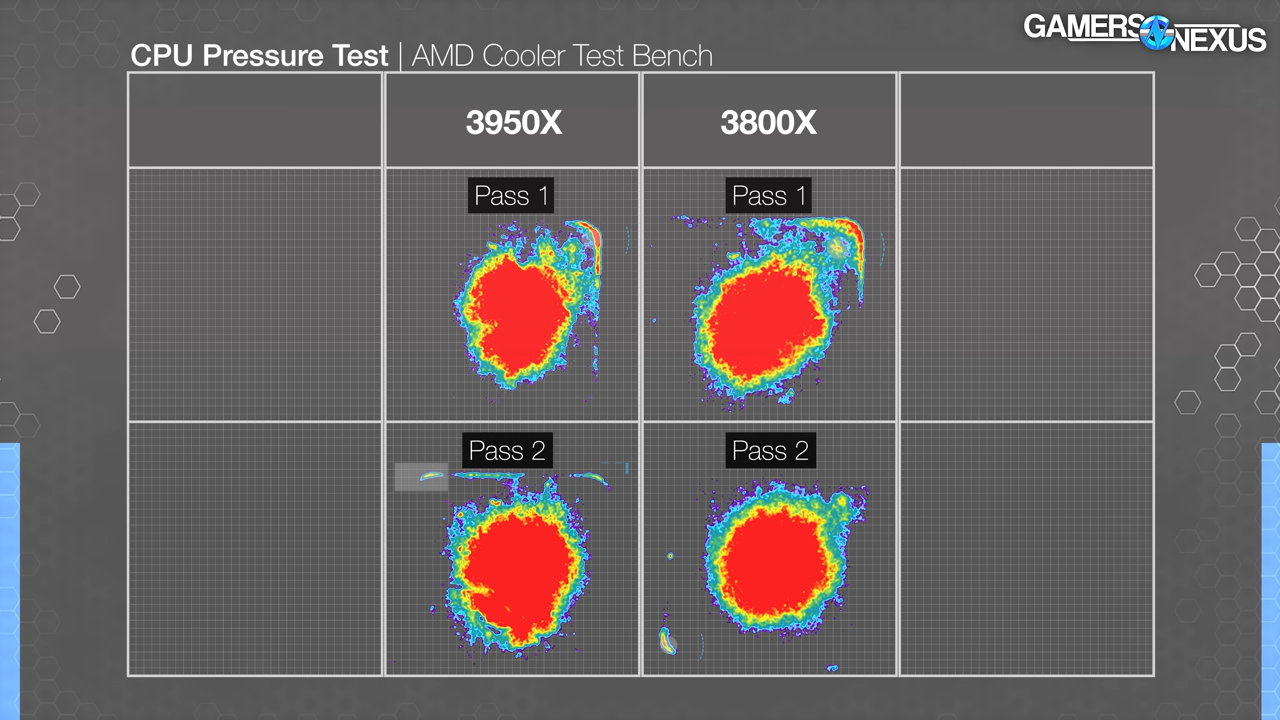 GAMERS NEXUS
CPU Pressure Test | AMD Cooler Test Bench
3950X
3800X
Pass 1
Pass 1
Pass 2
Pass 2